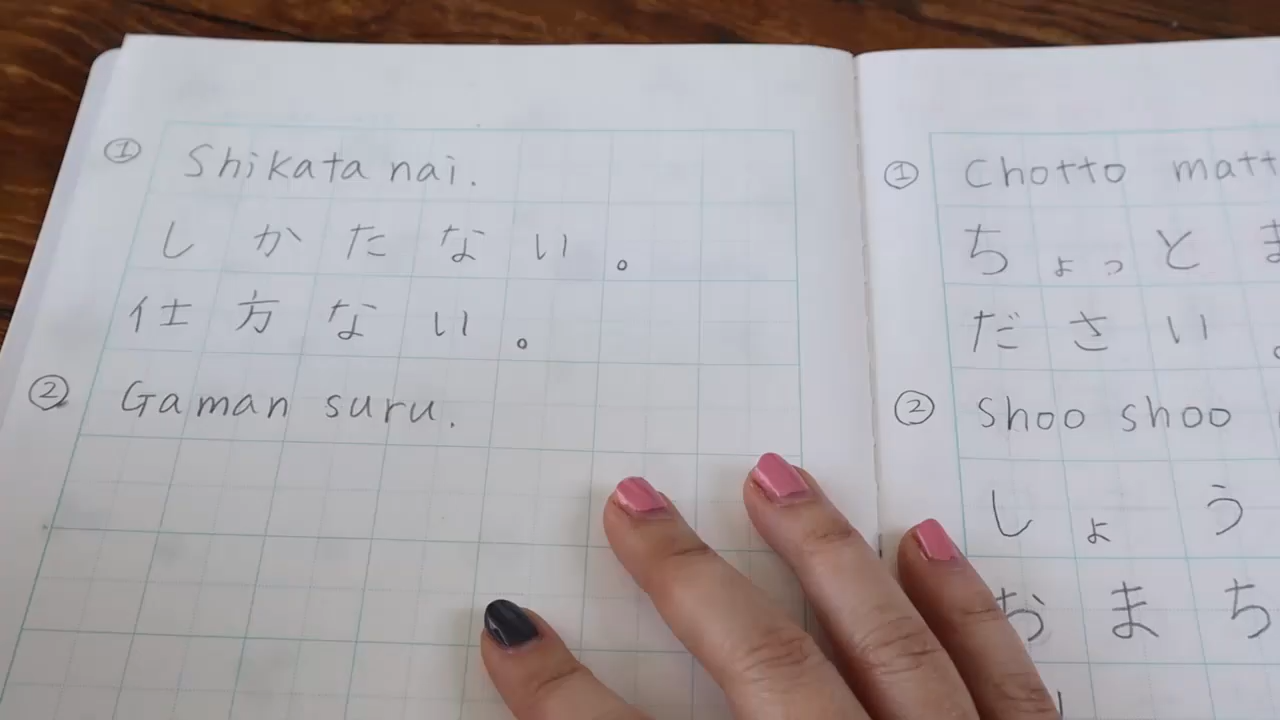 ① Shikata nai.
しかたない。
仕方ない。
② Gaman suru.
① Chotto matt
ちょっとま
ださい。
② Shoo shoo
しょう
おまち